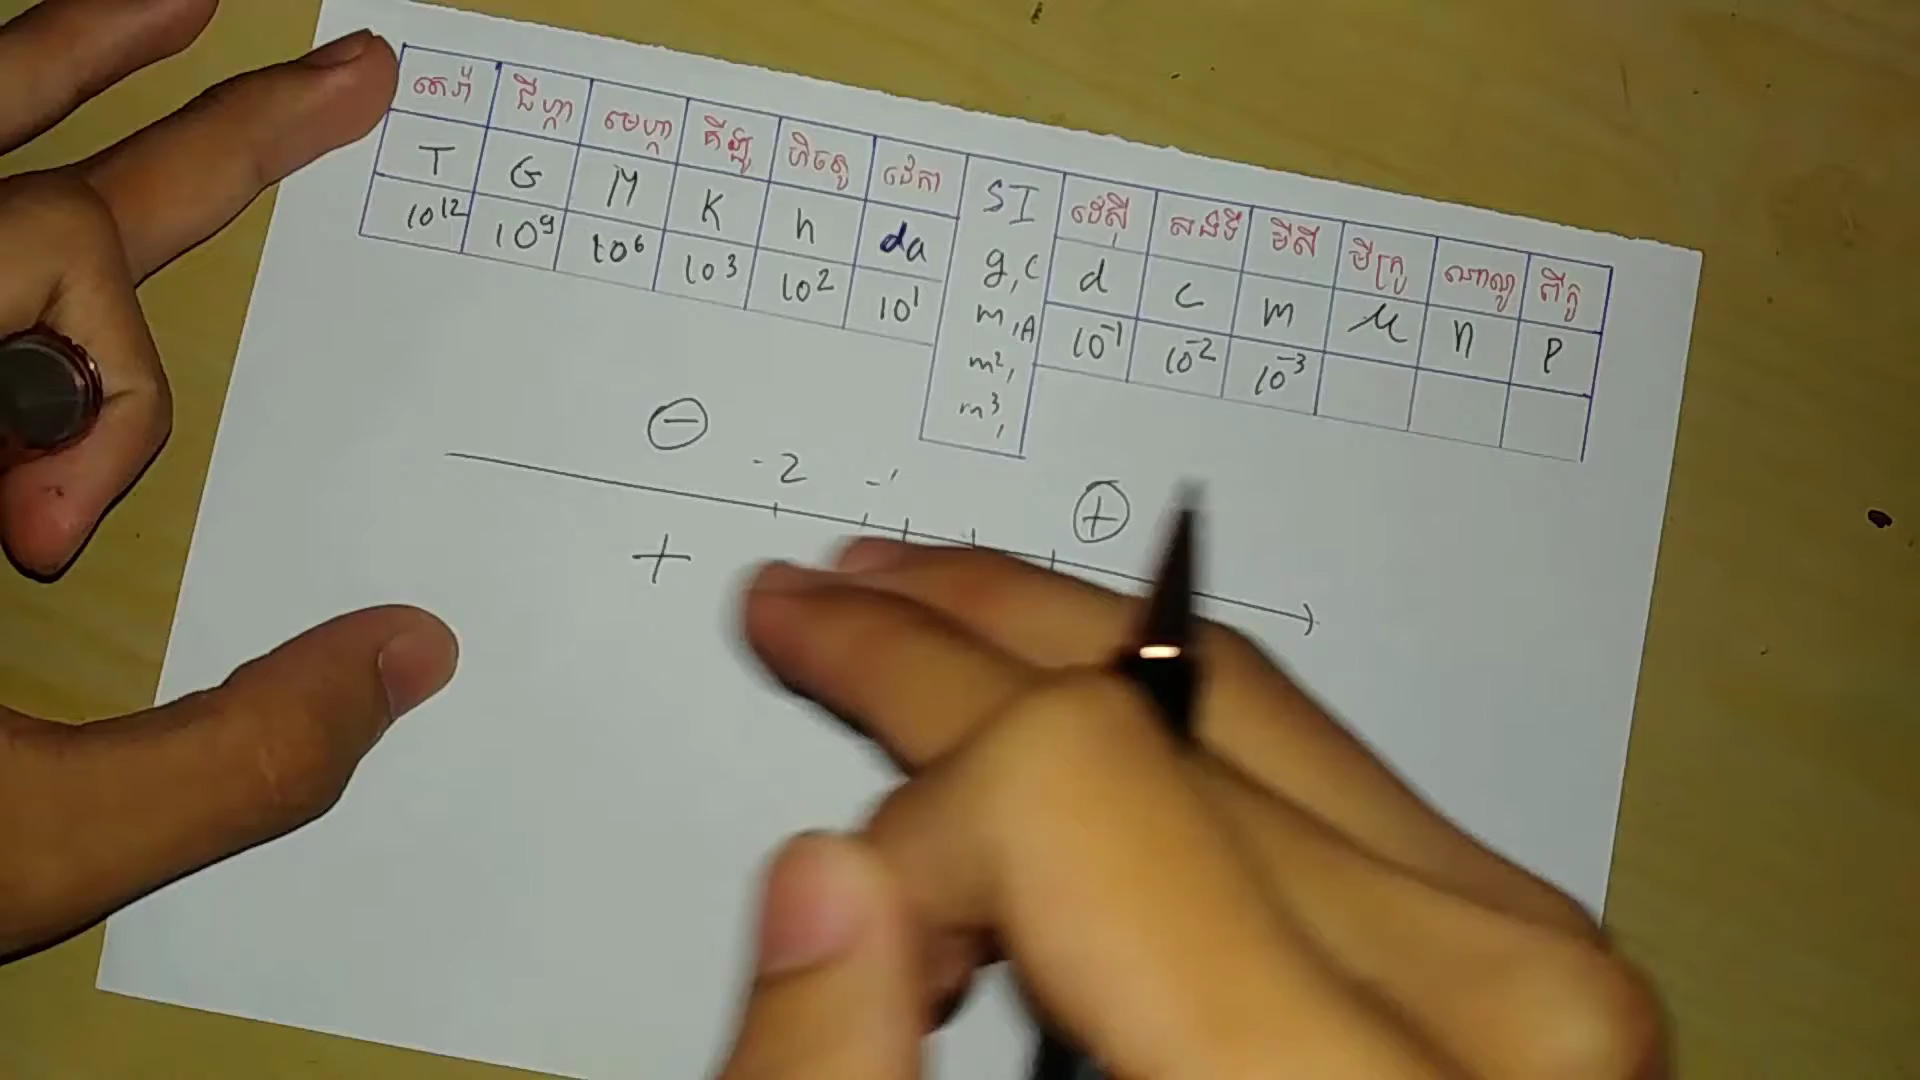 តេរ៉ា ជីហ្គា មេហ្គា គីឡូ ហិចតូ ដេកា SI ដេស៊ី សង់ទី មីលី មីក្រូ ណាណូ ពីកូ
T G M K h da g, C d c m μ n P
10¹² 10⁹ 10⁶ 10³ 10² 10¹ m, A 10⁻¹ 10⁻² 10⁻³
m²,
m³,
⊖ -2 -1 ⊕
+